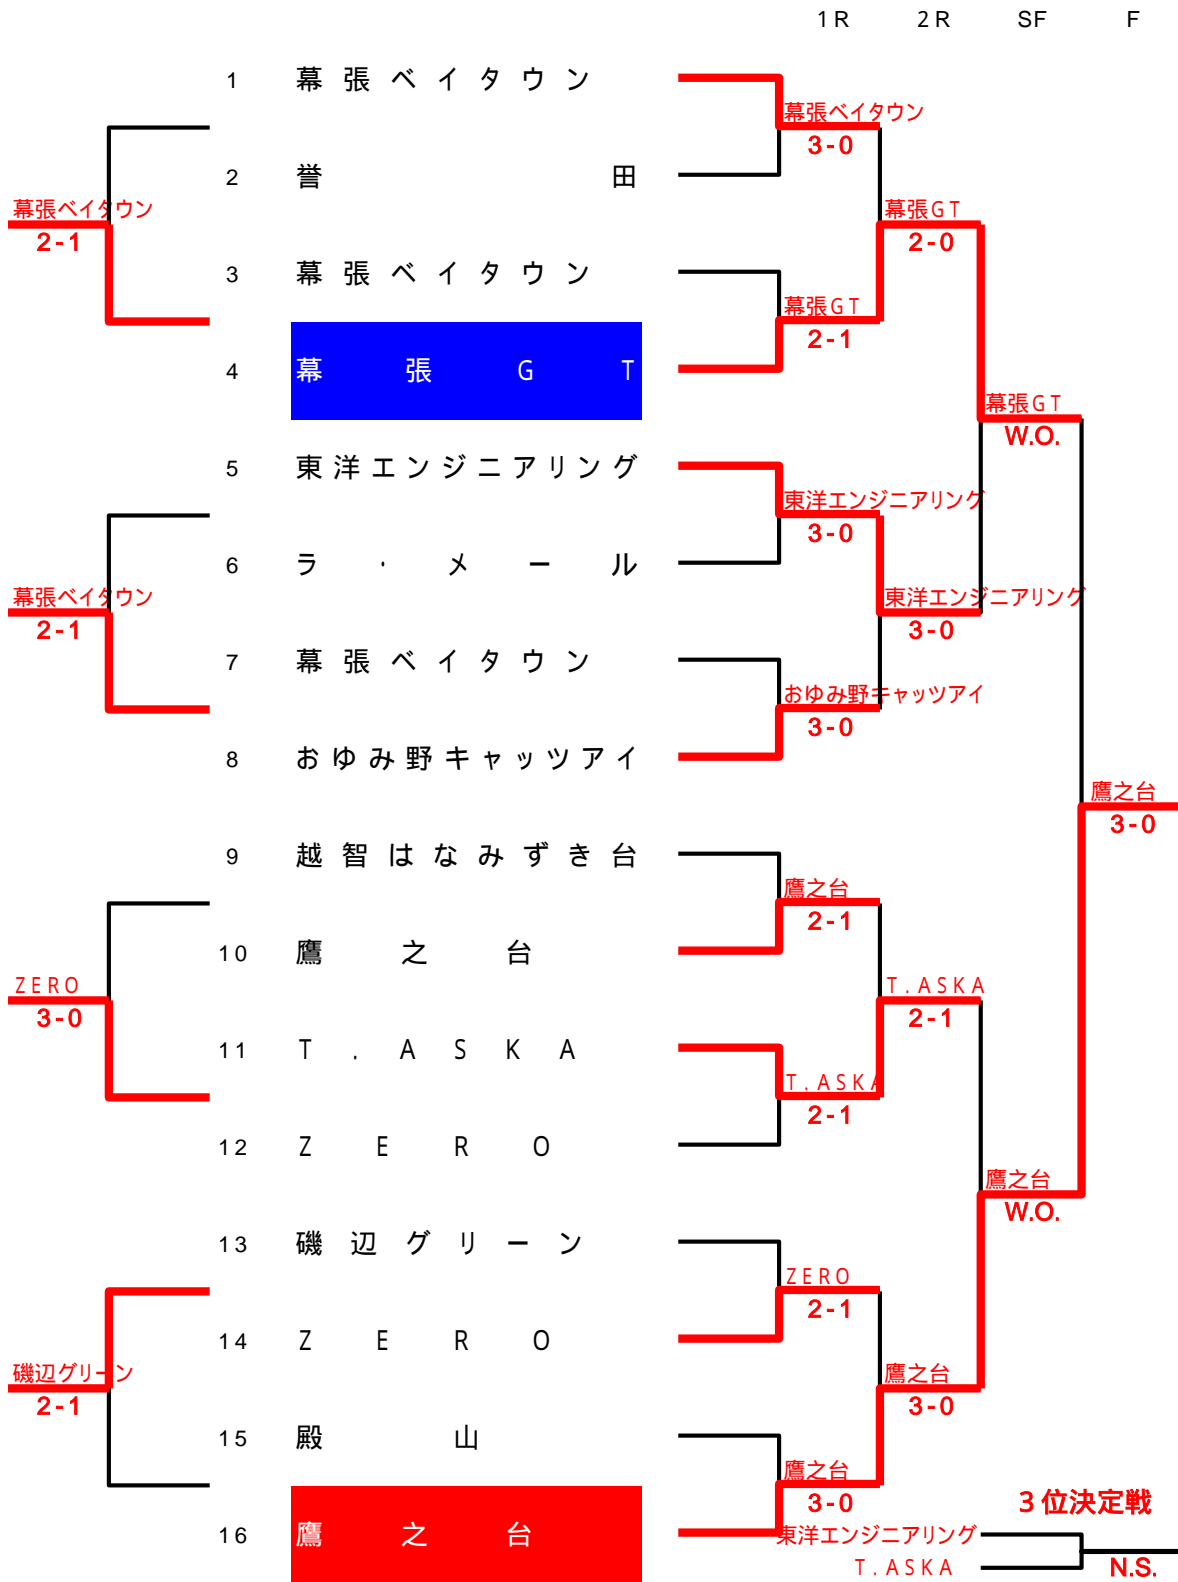 1R 2R SF F
1 幕張ベイタウン
幕張ベイタウン
3-0
2 誉田
幕張ベイタウン
2-1
幕張GT
2-0
3 幕張ベイタウン
幕張GT
2-1
4 幕張GT
幕張GT
W.O.
5 東洋エンジニアリング
東洋エンジニアリング
3-0
6 ラ・メール
幕張ベイタウン
2-1
東洋エンジニアリング
3-0
7 幕張ベイタウン
おゆみ野キャッツアイ
3-0
8 おゆみ野キャッツアイ
鷹之台
3-0
9 越智はなみずき台
鷹之台
2-1
10 鷹之台
ZERO
3-0
T.ASKA
2-1
11 T.ASKA
T.ASKA
2-1
12 ZERO
鷹之台
W.O.
13 磯辺グリーン
ZERO
2-1
14 ZERO
磯辺グリーン
2-1
鷹之台
3-0
15 殿山
鷹之台
3-0
3位決定戦
16 鷹之台
東洋エンジニアリング
T.ASKA
N.S.